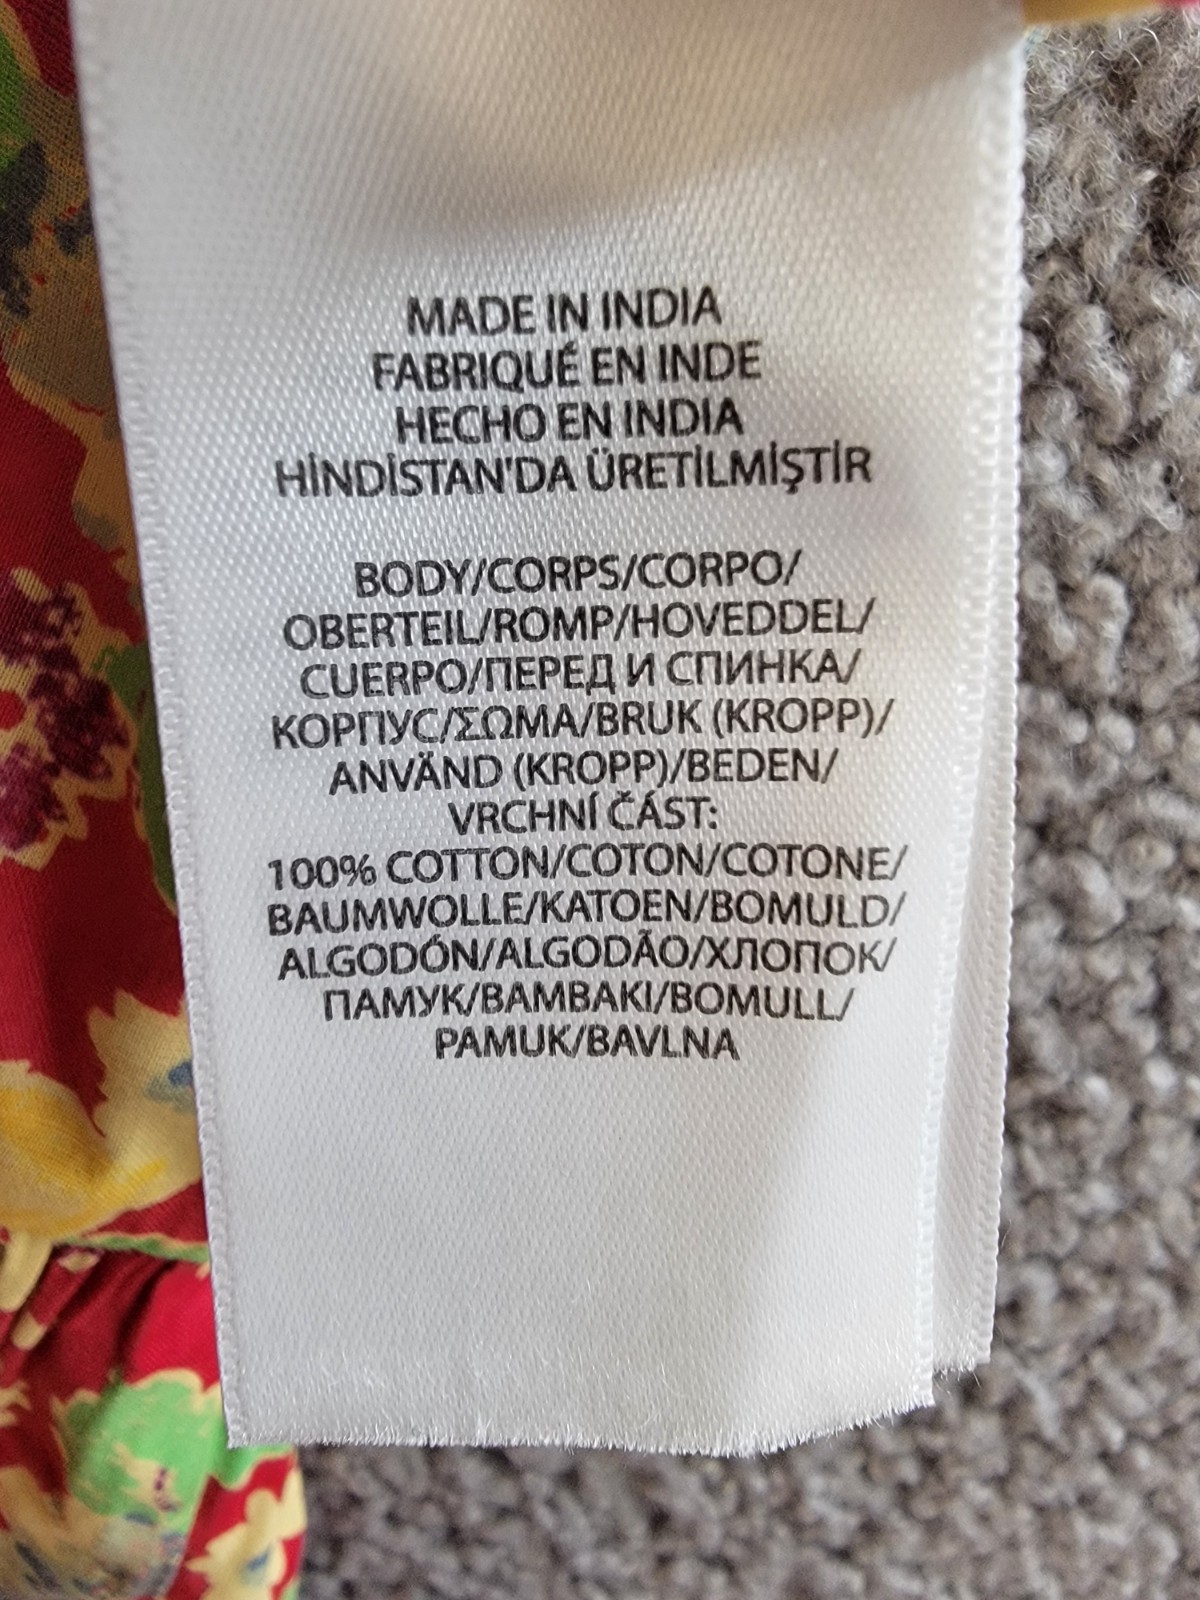 MADE IN INDIA
FABRIQUÉ EN INDE
HECHO EN INDIA
HİNDİSTAN'DA ÜRETİLMİŞTİR
BODY/CORPS/CORPO/
OBERTEIL/ROMP/HOVEDDEL/
CUERPO/ПЕРЕД И СПИНКА/
КОРПУС/ΣΩΜΑ/BRUK (KROPP)/
ANVÄND (KROPP)/BEDEN/
VRCHNÍ ČÁST:
100% COTTON/COTON/COTONE/
BAUMWOLLE/KATOEN/BOMULD/
ALGODÓN/ALGODÃO/ХЛОПОК/
ПАМУК/ΒΑΜΒΑΚΙ/BOMULL/
PAMUK/BAVLNA